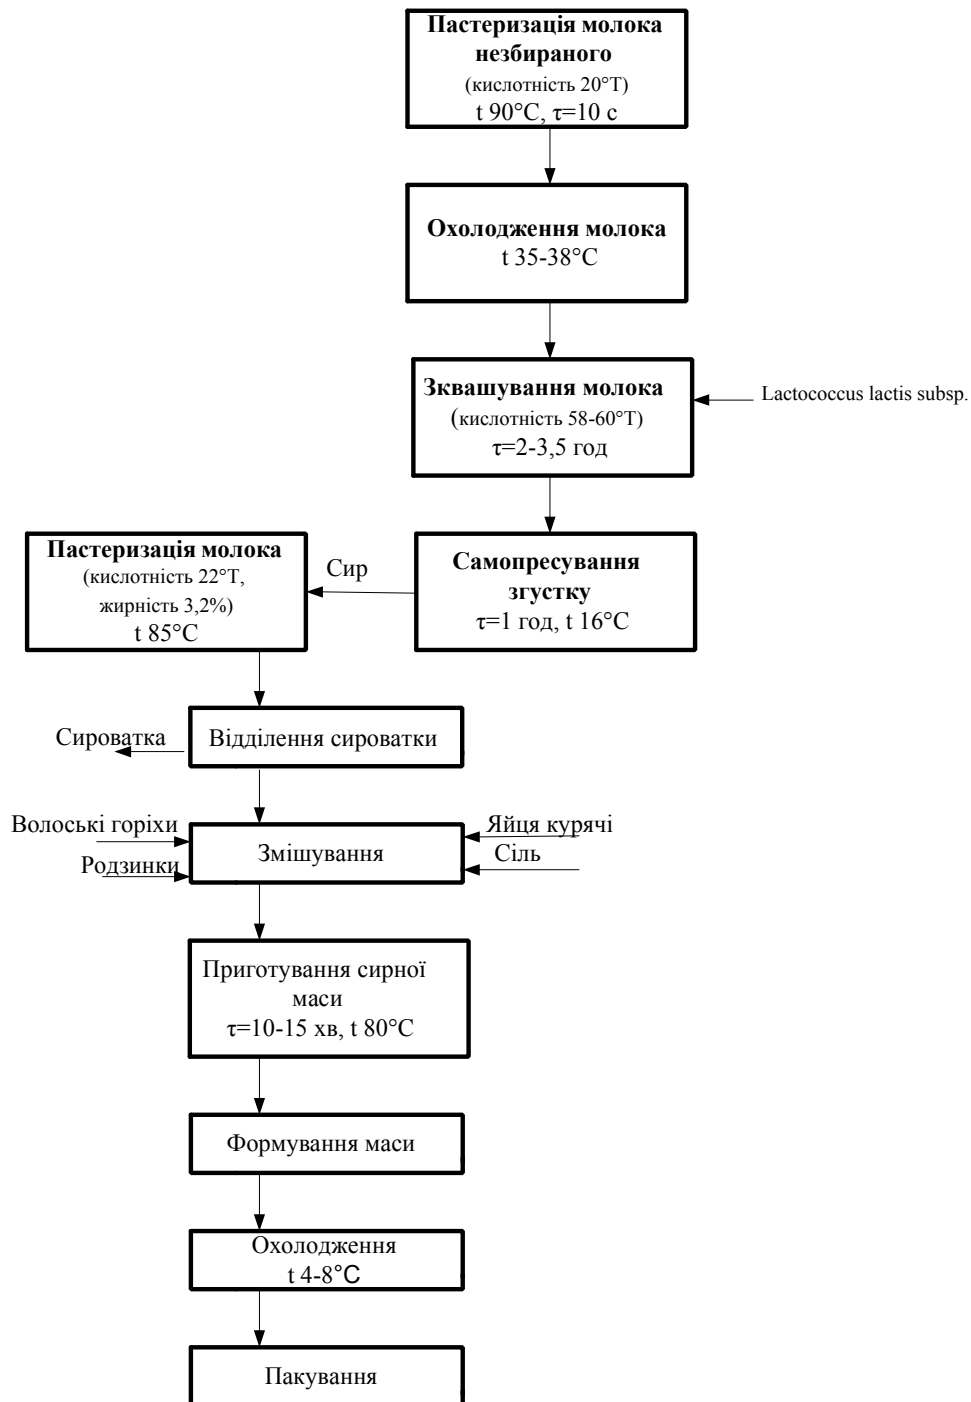 Пастеризація молока
незбираного
(кислотність 20°Т)
t 90°С, τ=10 с
Охолодження молока
t 35-38°С
Зквашування молока
(кислотність 58-60°Т)
τ=2-3,5 год
Lactococcus lactis subsp.
Самопресування
згустку
τ=1 год, t 16°С
Сир
Пастеризація молока
(кислотність 22°Т,
жирність 3,2%)
t 85°С
Відділення сироватки
Сироватка
Волоські горіхи
Родзинки
Змішування
Яйця курячі
Сіль
Приготування сирної
маси
τ=10-15 хв, t 80°С
Формування маси
Охолодження
t 4-8°С
Пакування